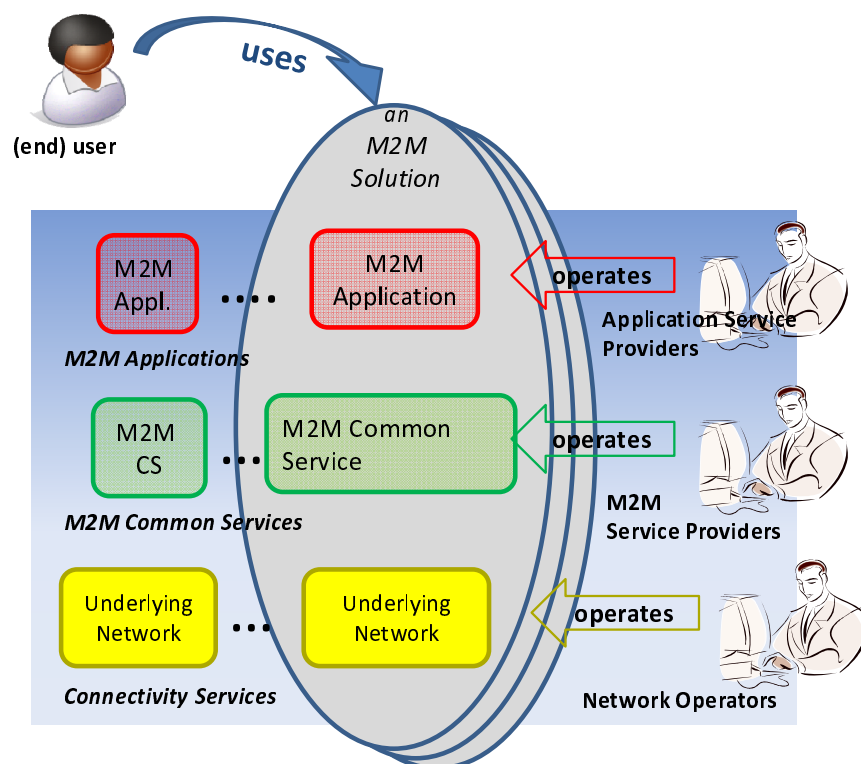 uses
(end) user
an
M2M
Solution
M2M
Appl.
....
M2M
Application
operates
Application Service
Providers
M2M Applications
M2M
CS
...
M2M Common
Service
operates
M2M
Service Providers
M2M Common Services
Underlying
Network
...
Underlying
Network
operates
Network Operators
Connectivity Services